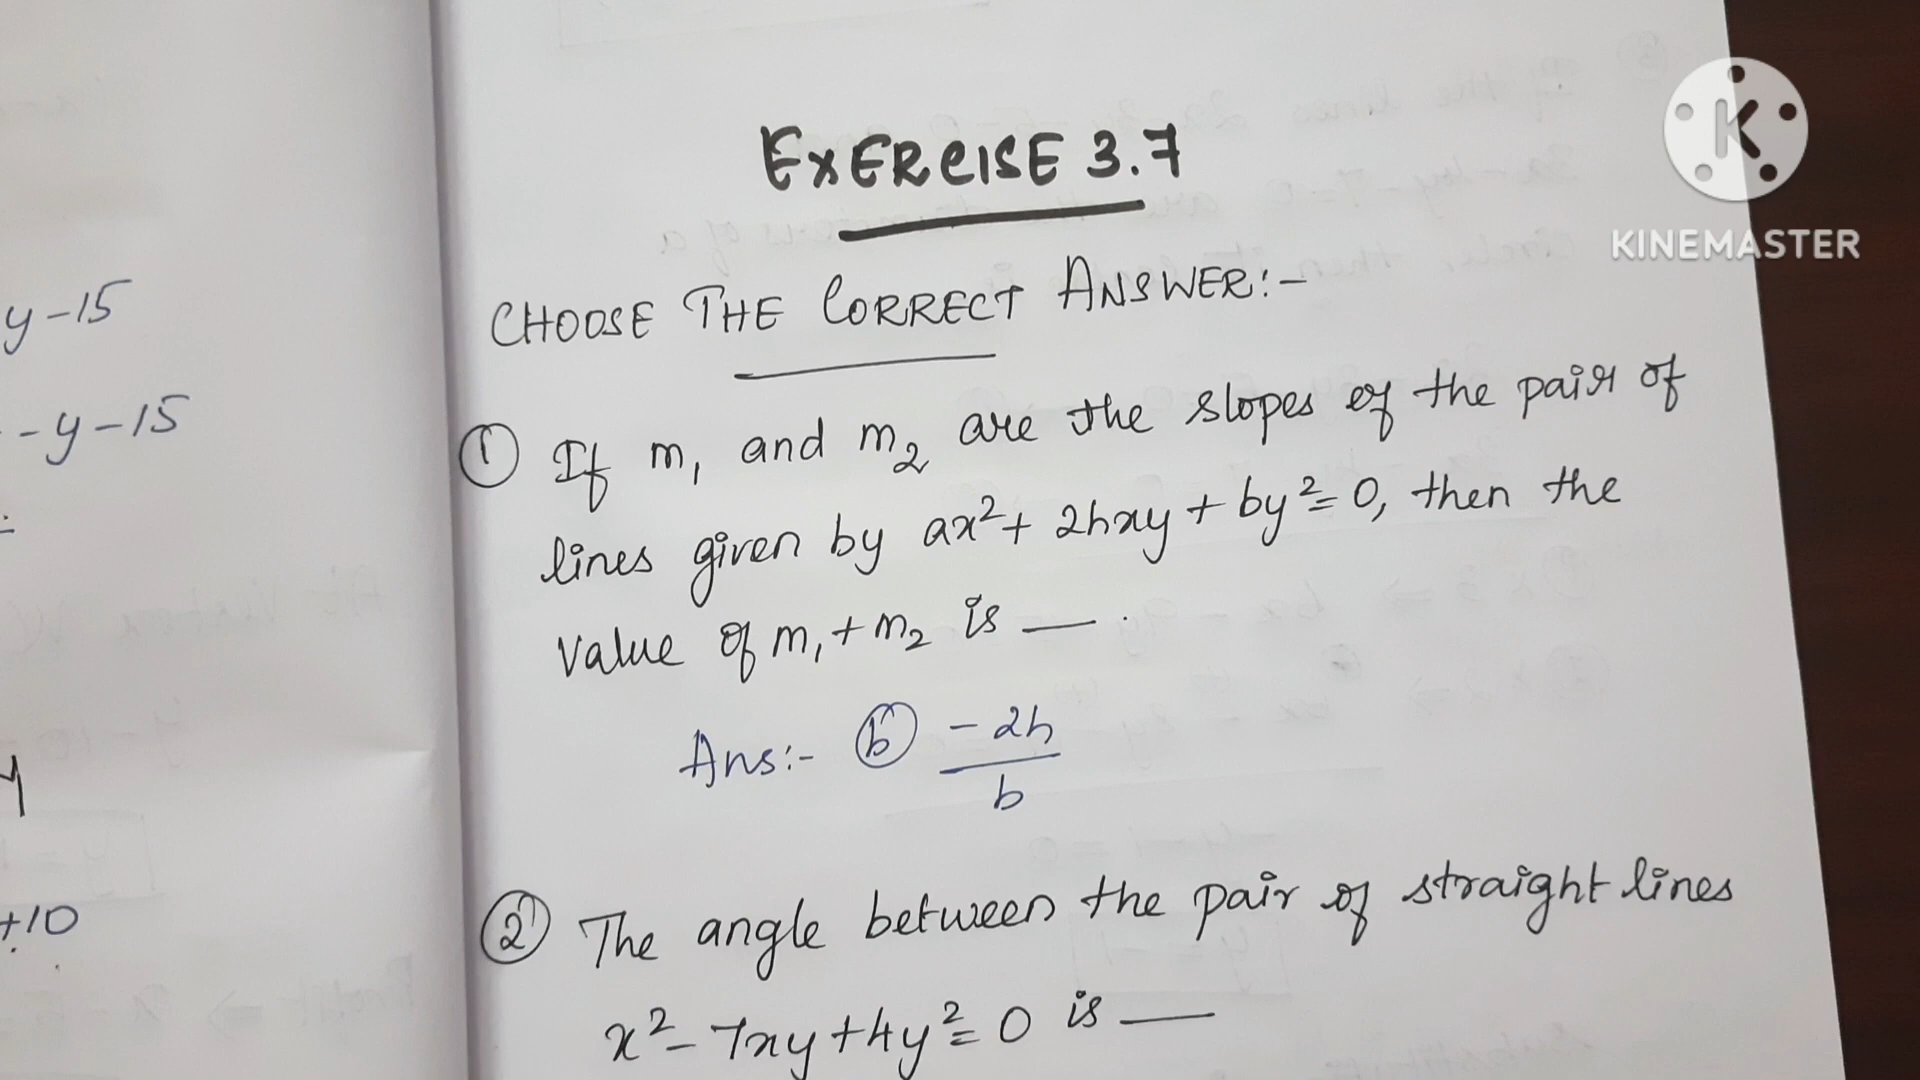 EXERCISE 3.7
K
KINEMASTER
CHOOSE THE CORRECT ANSWER:-
y-15
-y-15
+10
① If m₁ and m₂ are the slopes of the pair of
lines given by ax²+2hxy+by²=0, then the
value of m₁+m₂ is —.
Ans:- ⓑ -2h
b
② The angle between the pair of straight lines
x²-7xy+4y²=0 is —